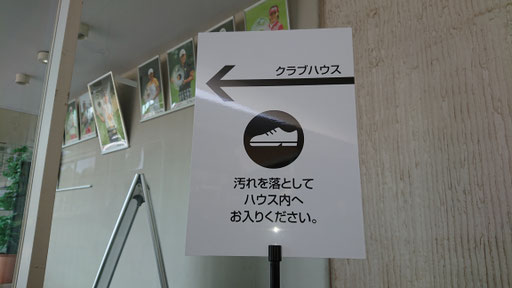 クラブハウス
汚れを落として
ハウス内へ
お入りください。